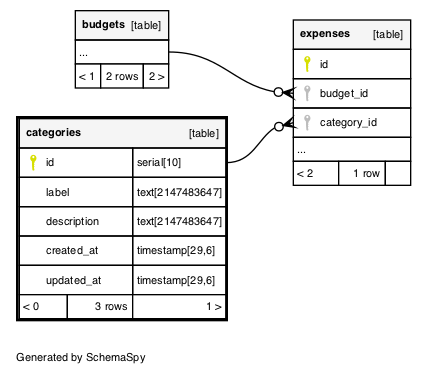 budgets [table]
...
< 1 2 rows 2 >
expenses [table]
id
budget_id
category_id
...
< 2 1 row
categories [table]
id serial[10]
label text[2147483647]
description text[2147483647]
created_at timestamp[29,6]
updated_at timestamp[29,6]
< 0 3 rows 1 >
Generated by SchemaSpy